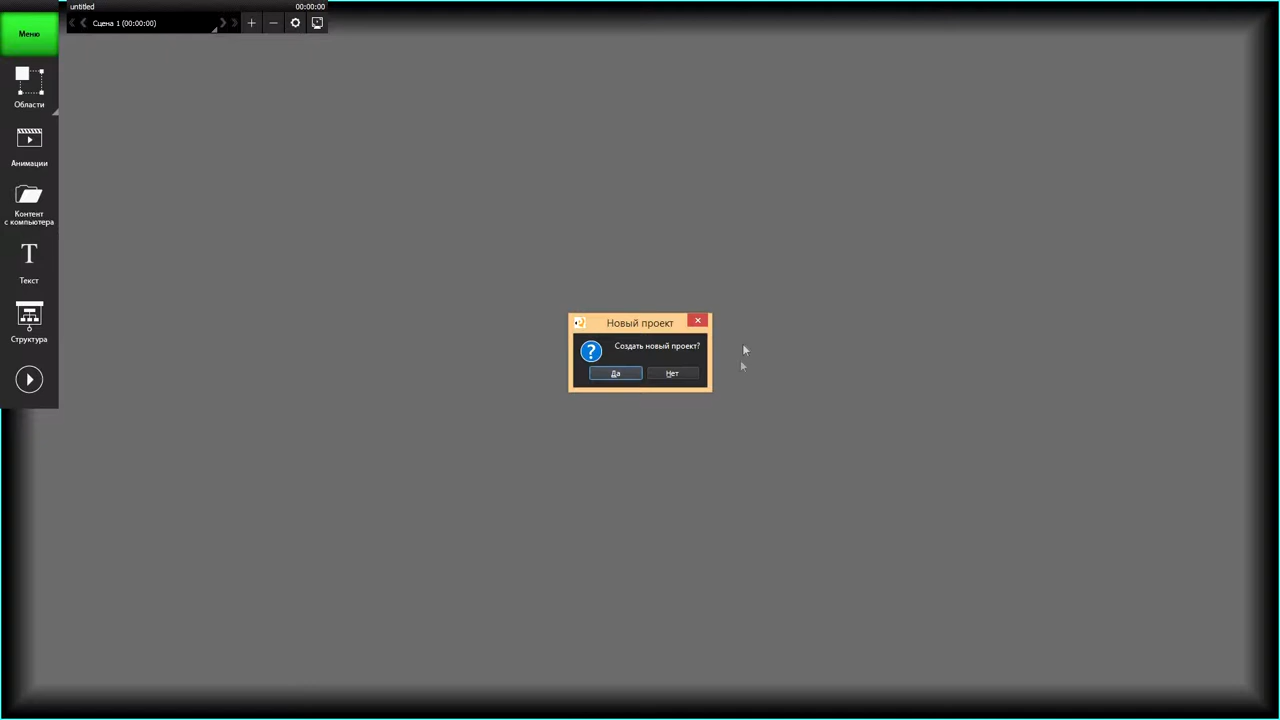 untitled 00:00:00
Меню
Сцена 1 (00:00:00)
Области
Анимации
Контент
с компьютера
T
Текст
Структура
Новый проект
Создать новый проект?
Да Нет